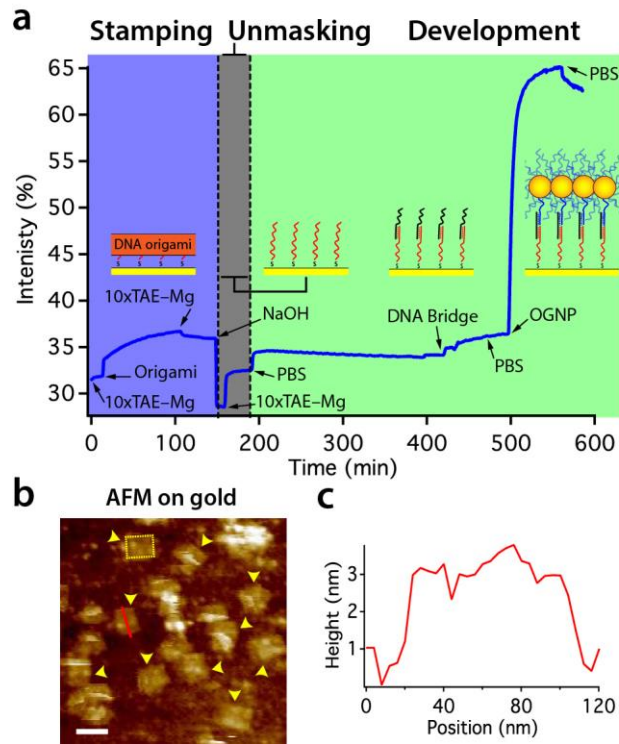 a
Stamping Unmasking Development
65
60
55
50
45
40
35
30
Intenisty (%)
DNA origami
s s s s
10xTAE–Mg
Origami
10xTAE–Mg
NaOH
s s s s
PBS
10xTAE–Mg
s s s s
DNA Bridge
PBS
OGNP
PBS
s s s s
0 100 200 300 400 500 600
Time (min)
b
AFM on gold
c
Height (nm)
3
2
1
0 40 80 120
Position (nm)